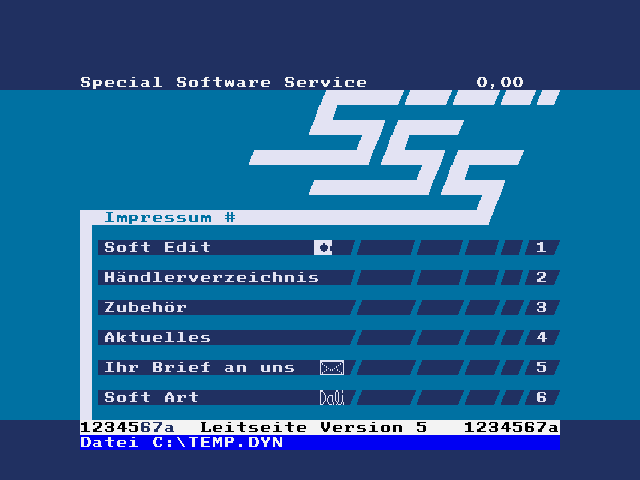 Special Software Service 0,00
SSS
Impressum #
Soft Edit 1
Händlerverzeichnis 2
Zubehör 3
Aktuelles 4
Ihr Brief an uns 5
Soft Art Dali 6
1234567a Leitseite Version 5 1234567a
Datei C:\TEMP.DYN